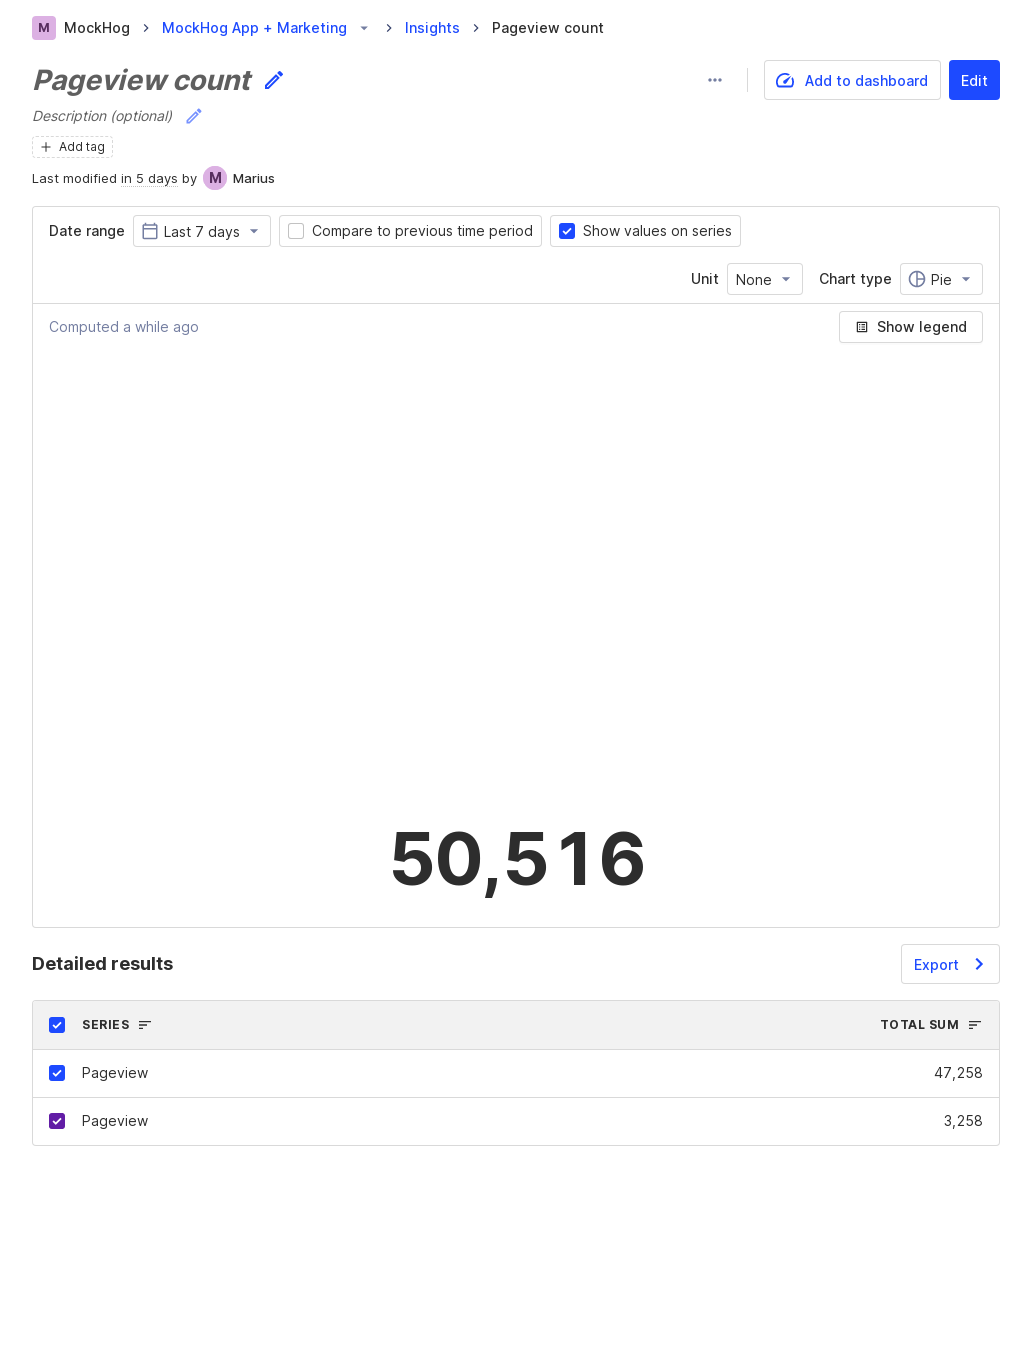 M MockHog MockHog App + Marketing Insights Pageview count
Pageview count
Add to dashboard Edit
Description (optional)
Add tag
Last modified in 5 days by M Marius
Date range Last 7 days Compare to previous time period Show values on series
Unit None Chart type Pie
Computed a while ago Show legend
50,516
Detailed results Export
SERIES TOTAL SUM
Pageview 47,258
Pageview 3,258